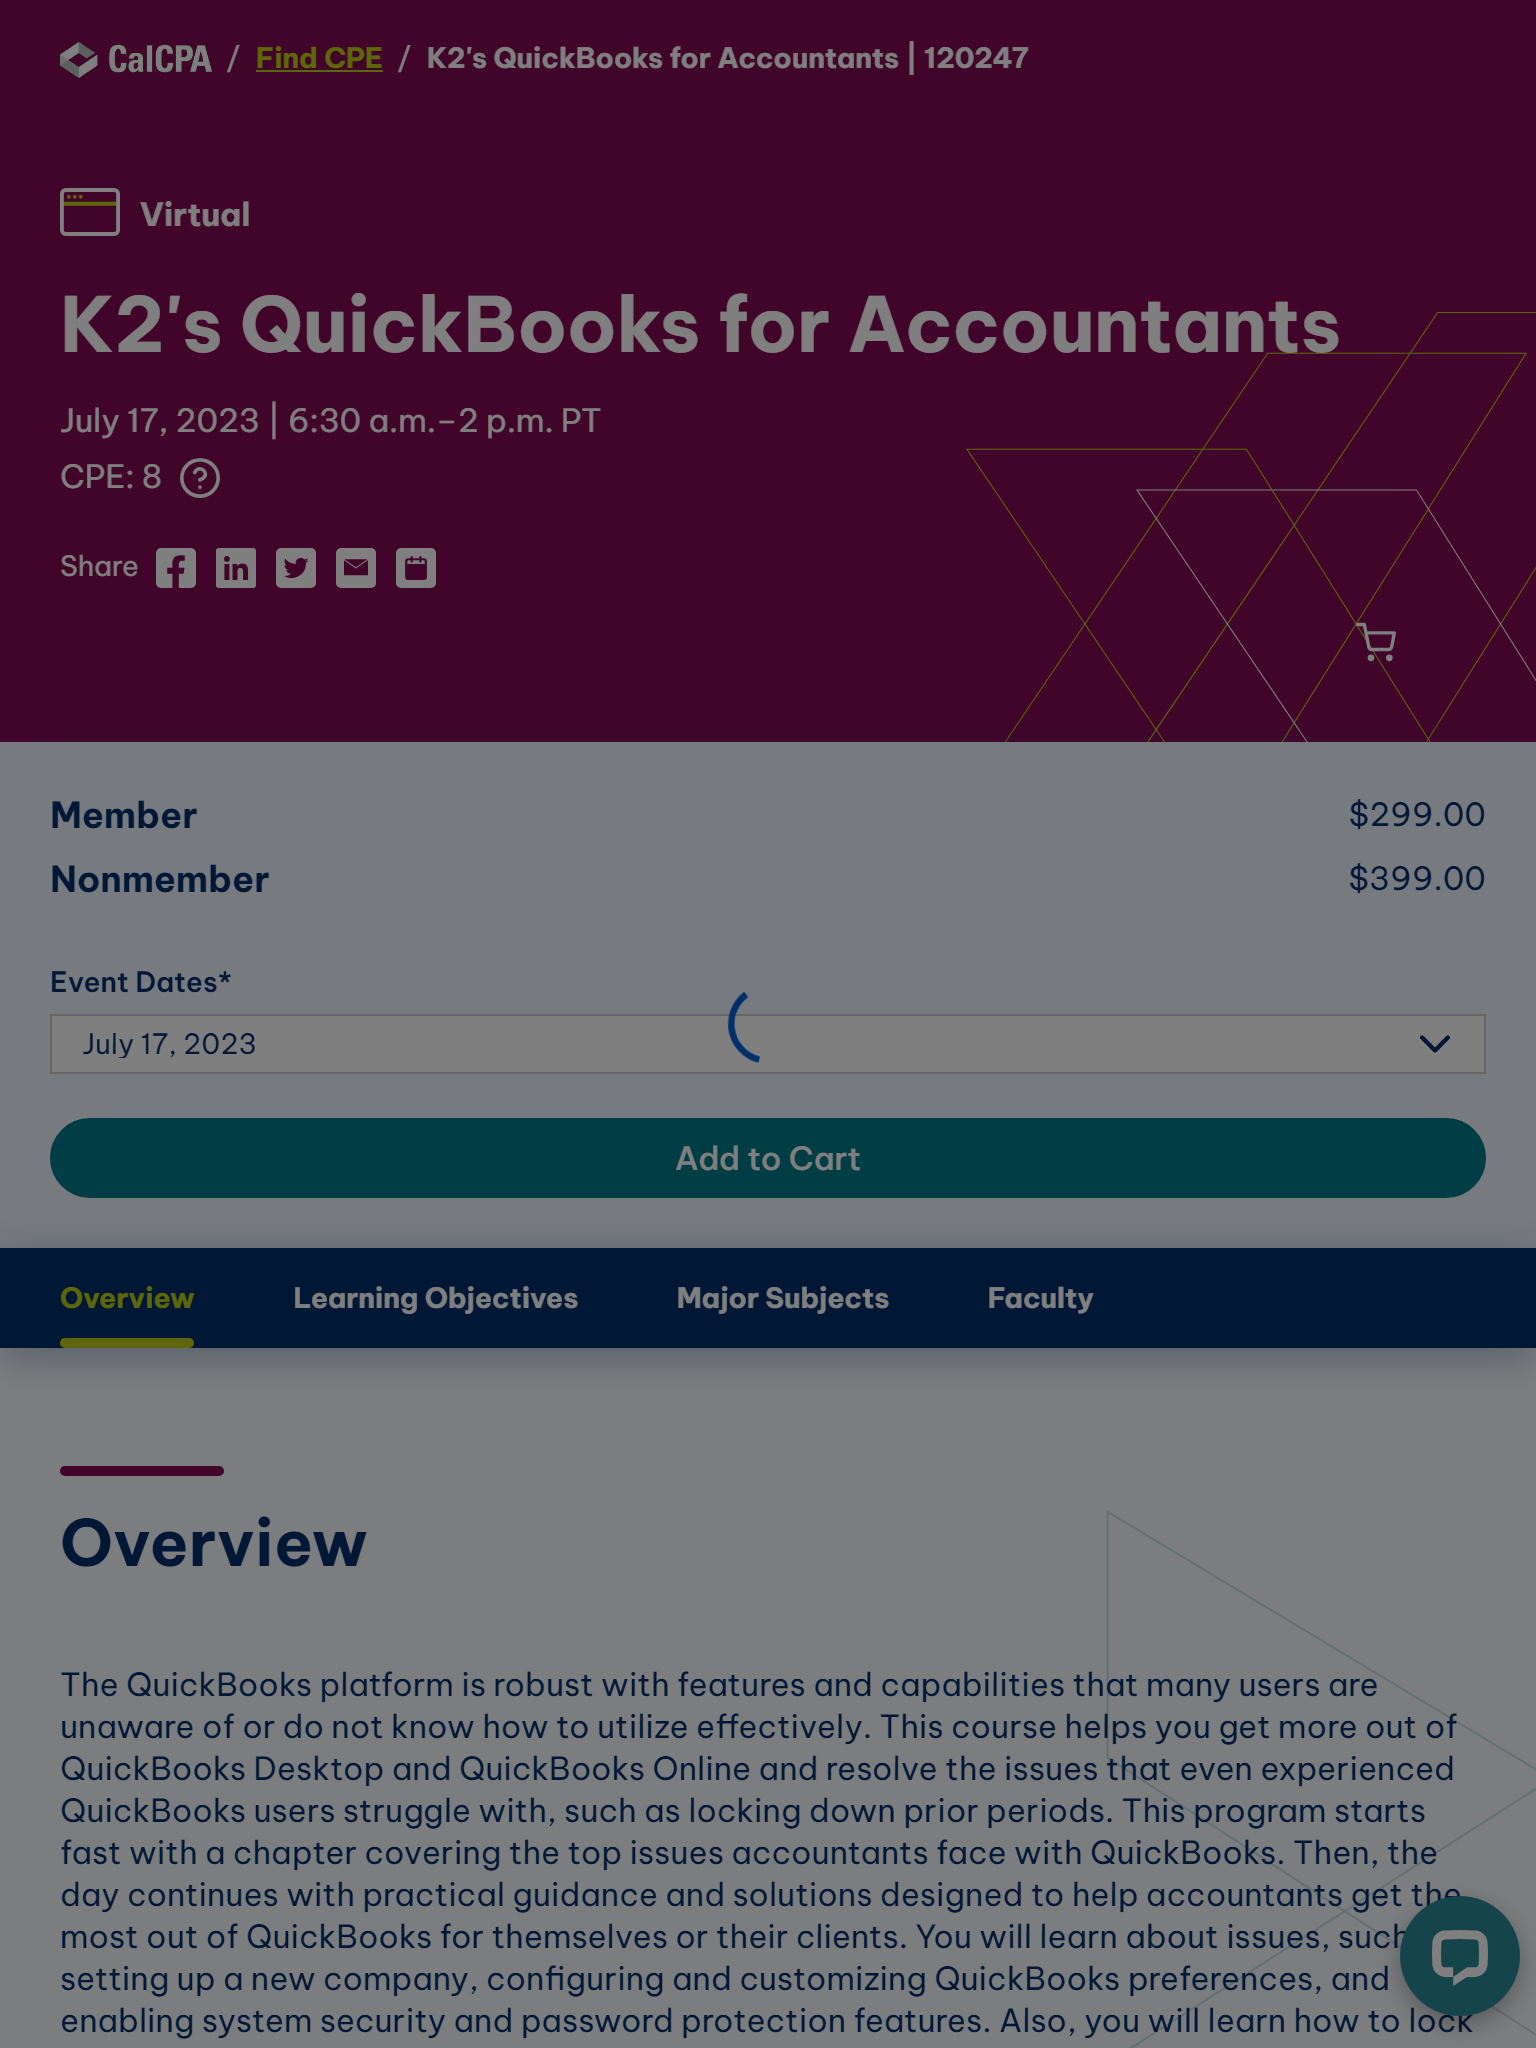 CalCPA / Find CPE / K2's QuickBooks for Accountants | 120247
Virtual
K2's QuickBooks for Accountants
July 17, 2023 | 6:30 a.m.–2 p.m. PT
CPE: 8 ?
Share
Member $299.00
Nonmember $399.00
Event Dates*
July 17, 2023
Add to Cart
Overview Learning Objectives Major Subjects Faculty
Overview
The QuickBooks platform is robust with features and capabilities that many users are
unaware of or do not know how to utilize effectively. This course helps you get more out of
QuickBooks Desktop and QuickBooks Online and resolve the issues that even experienced
QuickBooks users struggle with, such as locking down prior periods. This program starts
fast with a chapter covering the top issues accountants face with QuickBooks. Then, the
day continues with practical guidance and solutions designed to help accountants get the
most out of QuickBooks for themselves or their clients. You will learn about issues, such
setting up a new company, configuring and customizing QuickBooks preferences, and
enabling system security and password protection features. Also, you will learn how to lock